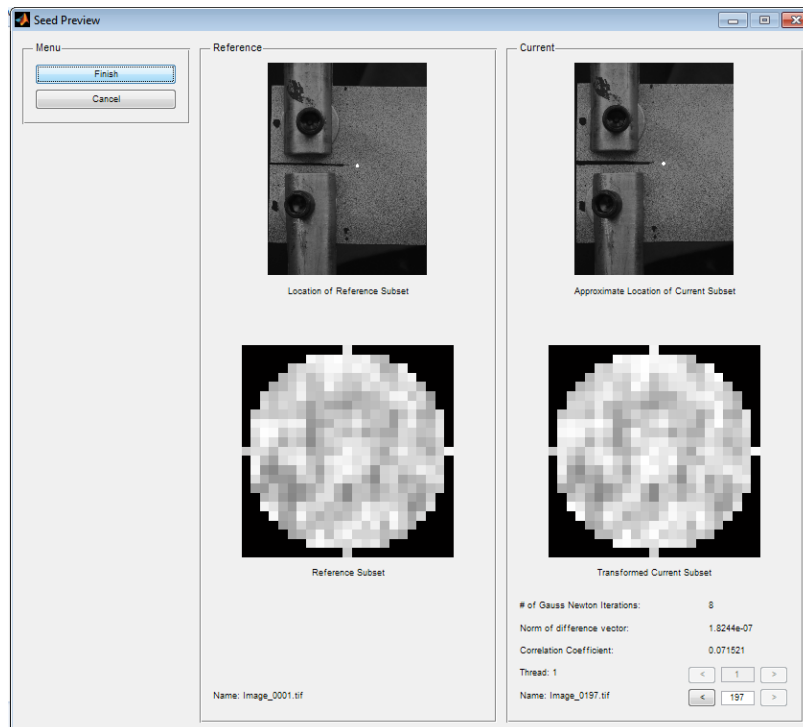 Seed Preview
Menu
Finish
Cancel
Reference
Location of Reference Subset
Reference Subset
Name: Image_0001.tif
Current
Approximate Location of Current Subset
Transformed Current Subset
# of Gauss Newton Iterations: 8
Norm of difference vector: 1.8244e-07
Correlation Coefficient: 0.071521
Thread: 1 < 1 >
Name: Image_0197.tif < 197 >